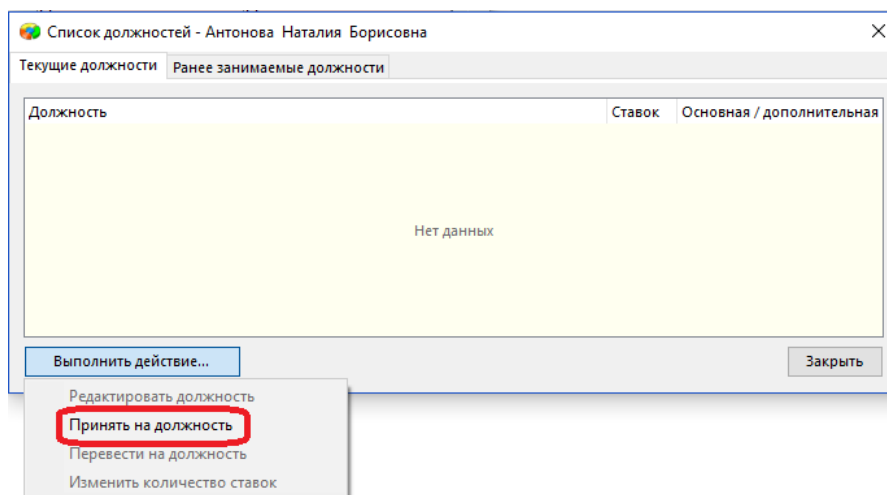 Список должностей - Антонова Наталия Борисовна
Текущие должности Ранее занимаемые должности
Должность Ставок Основная / дополнительная
Нет данных
Выполнить действие... Закрыть
Редактировать должность
Принять на должность
Перевести на должность
Изменить количество ставок